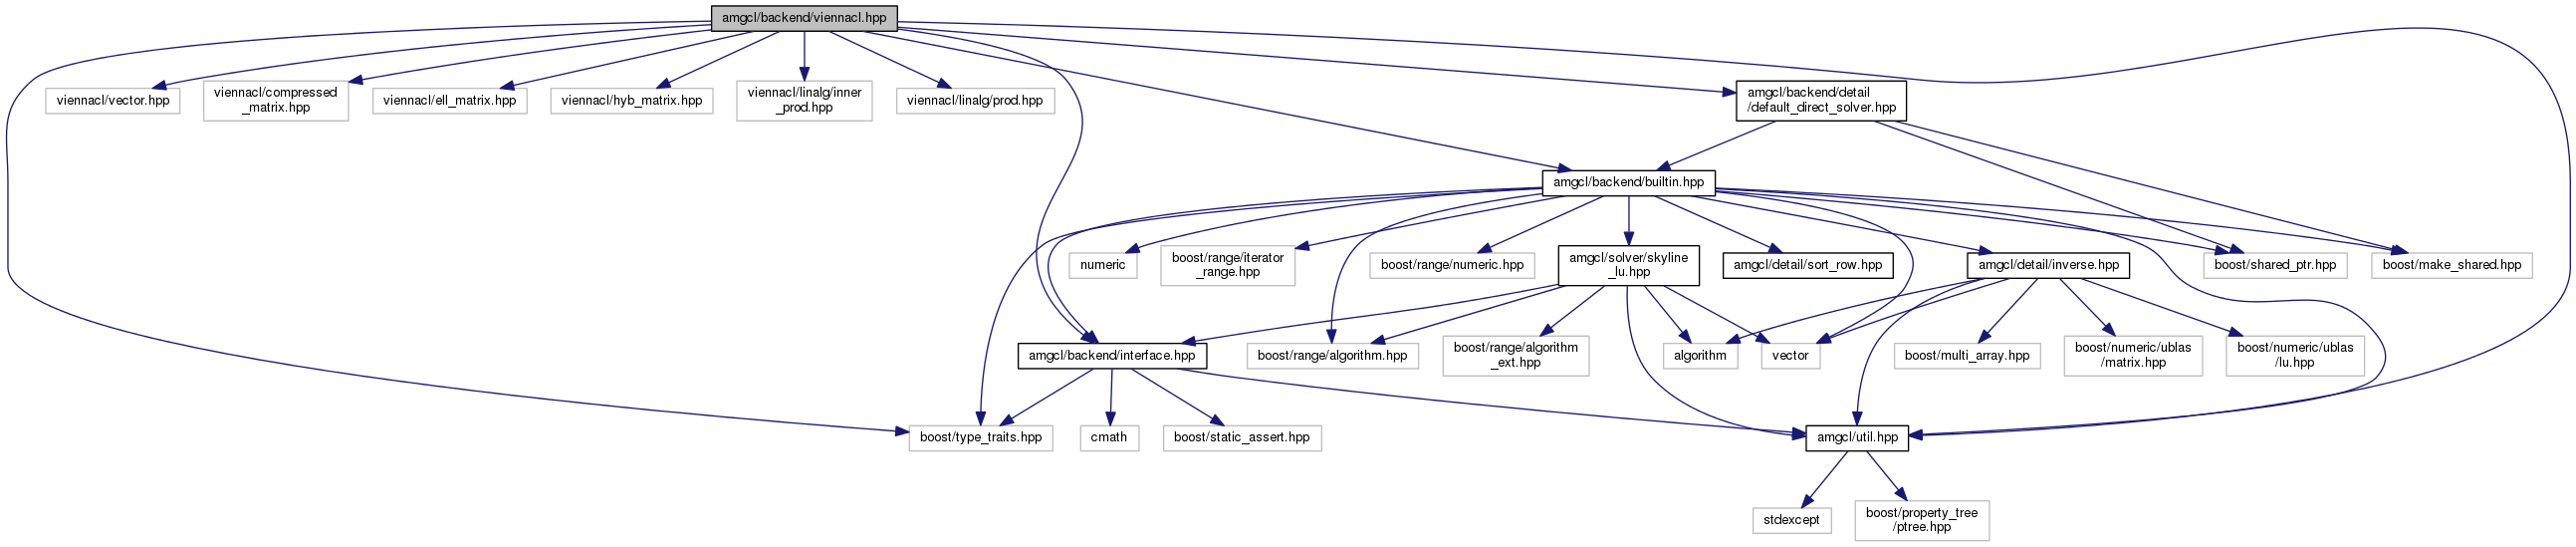 amgcl/backend/viennacl.hpp
viennacl/vector.hpp
viennacl/compressed
_matrix.hpp
viennacl/ell_matrix.hpp
viennacl/hyb_matrix.hpp
viennacl/linalg/inner
_prod.hpp
viennacl/linalg/prod.hpp
amgcl/backend/detail
/default_direct_solver.hpp
amgcl/backend/builtin.hpp
numeric
boost/range/iterator
_range.hpp
boost/range/numeric.hpp
amgcl/solver/skyline
_lu.hpp
amgcl/detail/sort_row.hpp
amgcl/detail/inverse.hpp
boost/shared_ptr.hpp
boost/make_shared.hpp
amgcl/backend/interface.hpp
boost/range/algorithm.hpp
boost/range/algorithm
_ext.hpp
algorithm
vector
boost/multi_array.hpp
boost/numeric/ublas
/matrix.hpp
boost/numeric/ublas
/lu.hpp
boost/type_traits.hpp
cmath
boost/static_assert.hpp
amgcl/util.hpp
stdexcept
boost/property_tree
/ptree.hpp